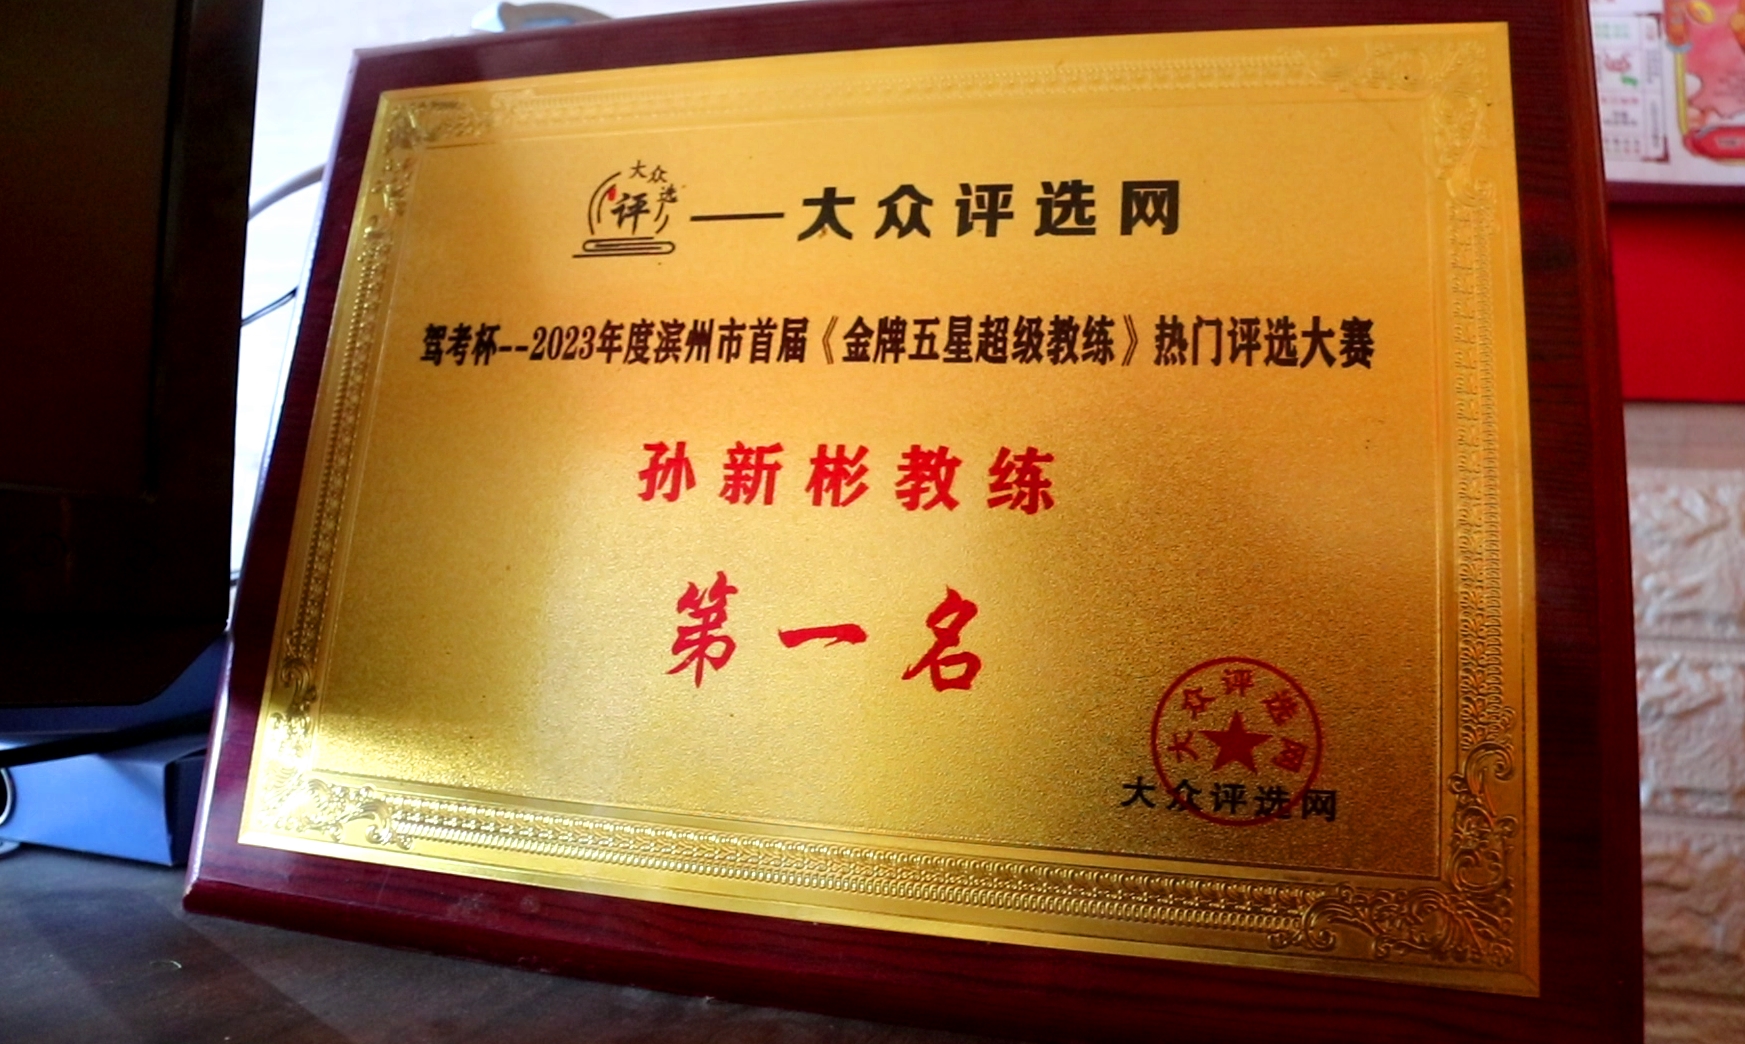 大众评选
——大众评选网
驾考杯--2023年度滨州市首届《金牌五星超级教练》热门评选大赛
孙新彬教练
第一名
大众评选网
大众评选网